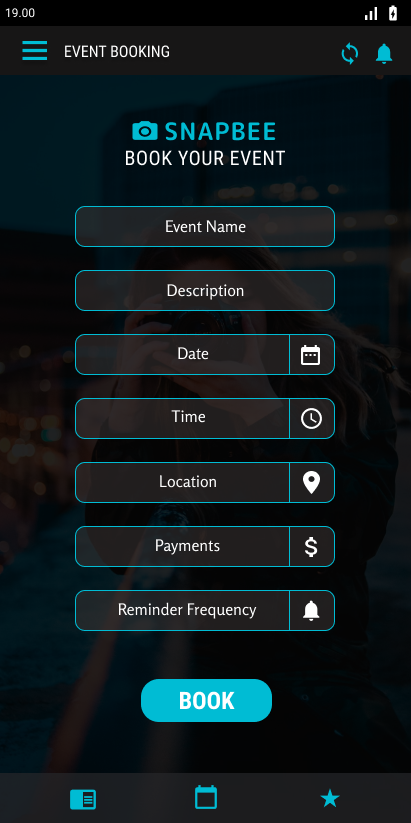 19.00
EVENT BOOKING
SNAPBEE
BOOK YOUR EVENT
Event Name
Description
Date
Time
Location
Payments
Reminder Frequency
BOOK